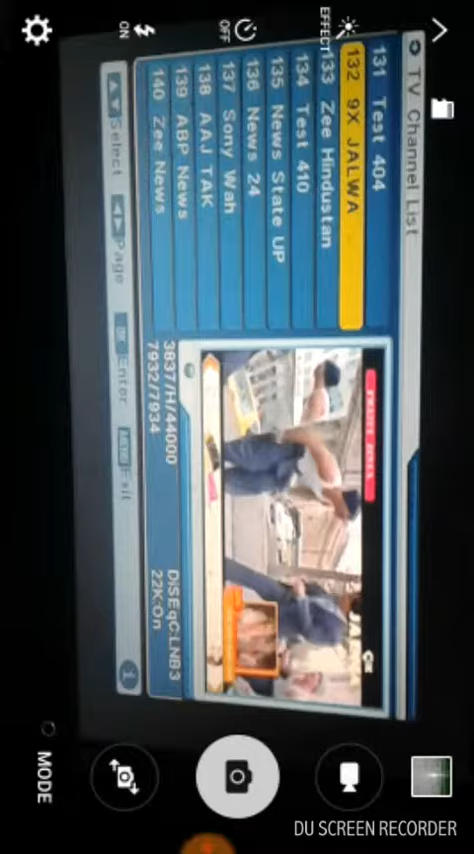 TV Channel List
131 Test 404
132 9X JALWA
133 Zee Hindustan
134 Test 410
135 News State UP
136 News 24
137 Sony Wah
138 AAJ TAK
139 ABP News
140 Zee News
3837/H/44000
7932/7934
DiSEqC:LNB3
22K:On
Select
Page
OK Enter
MENU Exit
EFFECT
OFF
ON
MODE
DU SCREEN RECORDER